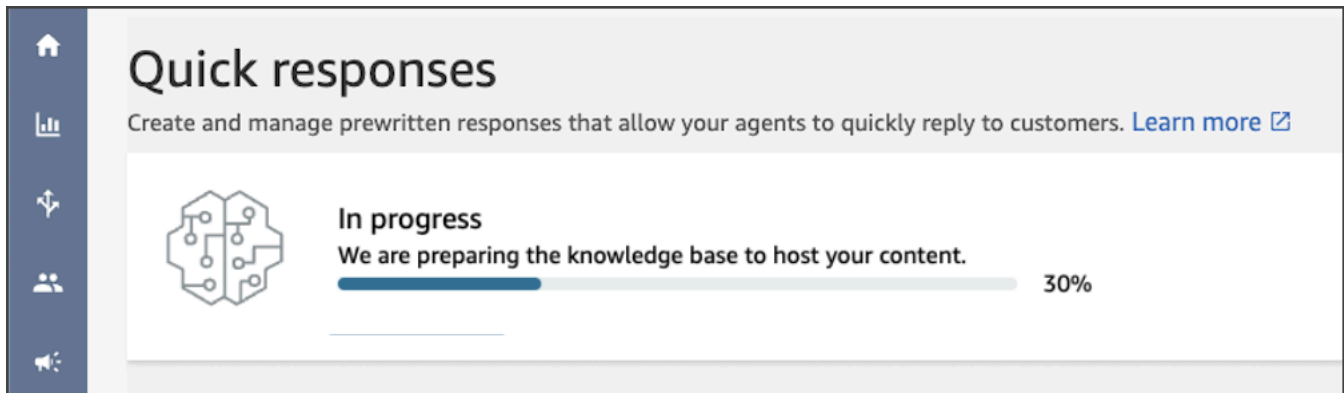 Quick responses
Create and manage prewritten responses that allow your agents to quickly reply to customers. Learn more
In progress
We are preparing the knowledge base to host your content.
30%